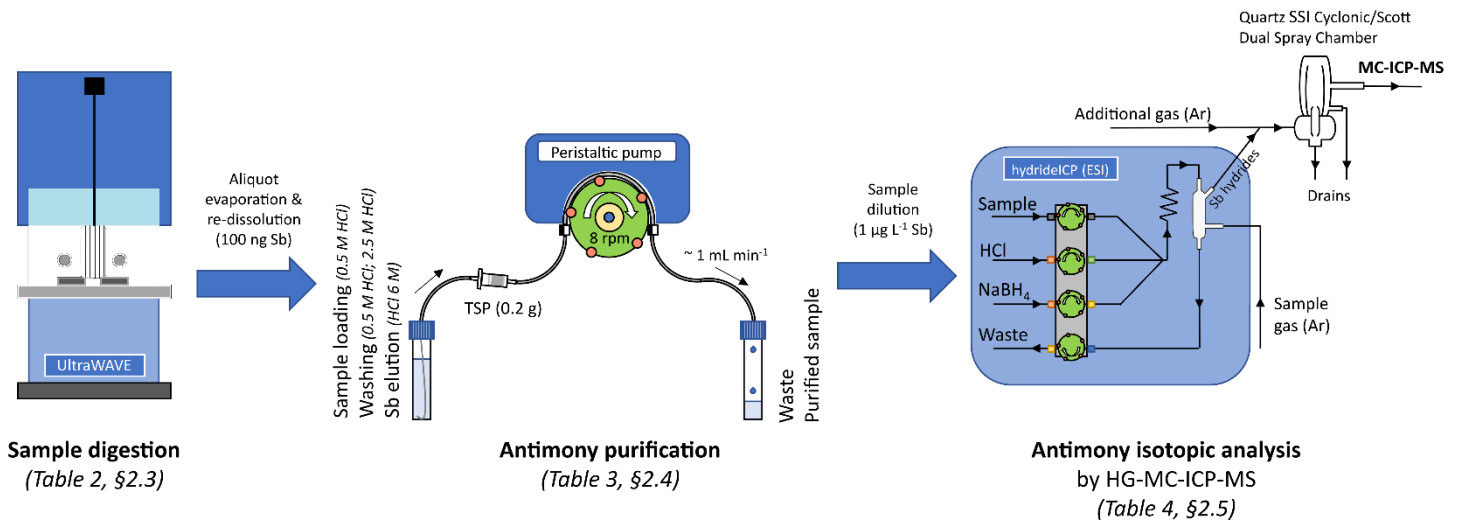 UltraWAVE
Sample digestion
(Table 2, §2.3)
Aliquot
evaporation &
re-dissolution
(100 ng Sb)
Sample loading (0.5 M HCl)
Washing (0.5 M HCl; 2.5 M HCl)
Sb elution (HCl 6 M)
Peristaltic pump
8 rpm
TSP (0.2 g)
~ 1 mL min⁻¹
Waste
Purified sample
Antimony purification
(Table 3, §2.4)
Sample
dilution
(1 µg L⁻¹ Sb)
Quartz SSI Cyclonic/Scott
Dual Spray Chamber
MC-ICP-MS
Additional gas (Ar)
Drains
hydrideICP (ESI)
Sb hydrides
Sample
HCl
NaBH₄
Waste
Sample
gas (Ar)
Antimony isotopic analysis
by HG-MC-ICP-MS
(Table 4, §2.5)